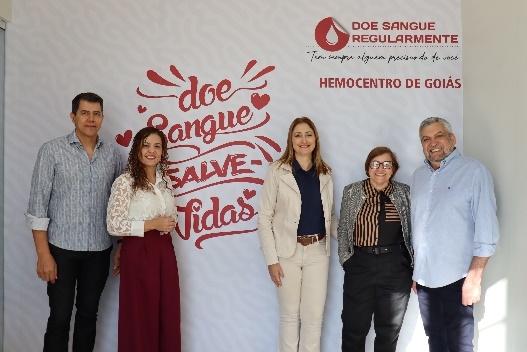 DOE SANGUE
REGULARMENTE
"Tem sempre alguém precisando de você"
HEMOCENTRO DE GOIÁS
doe
Sangue
SALVE-
Vidas